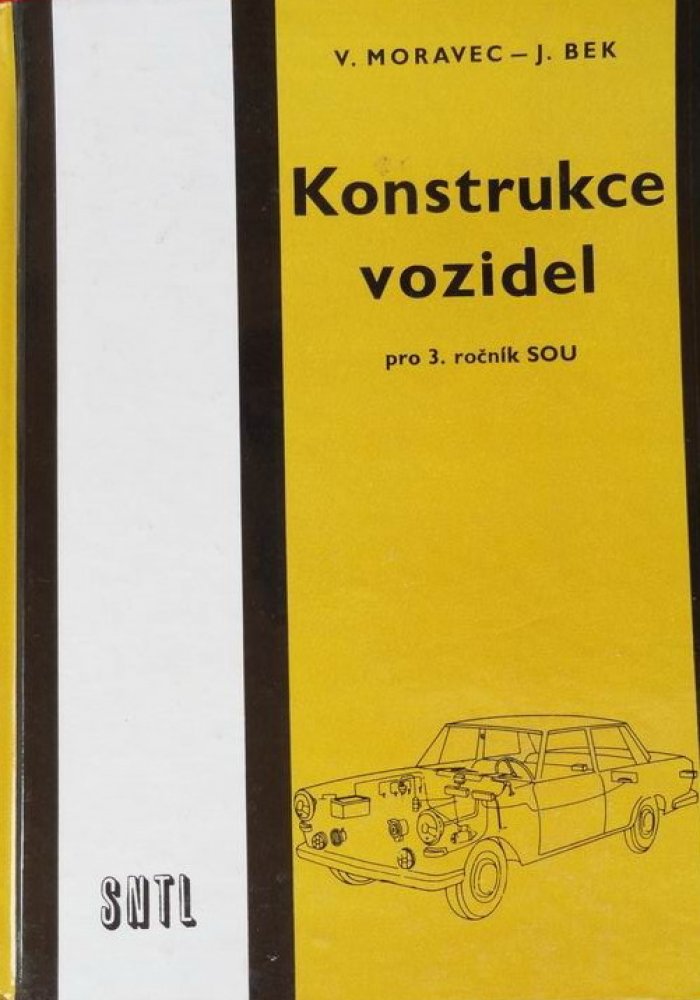 V. MORAVEC – J. BEK
Konstrukce
vozidel
pro 3. ročník SOU
SNTL